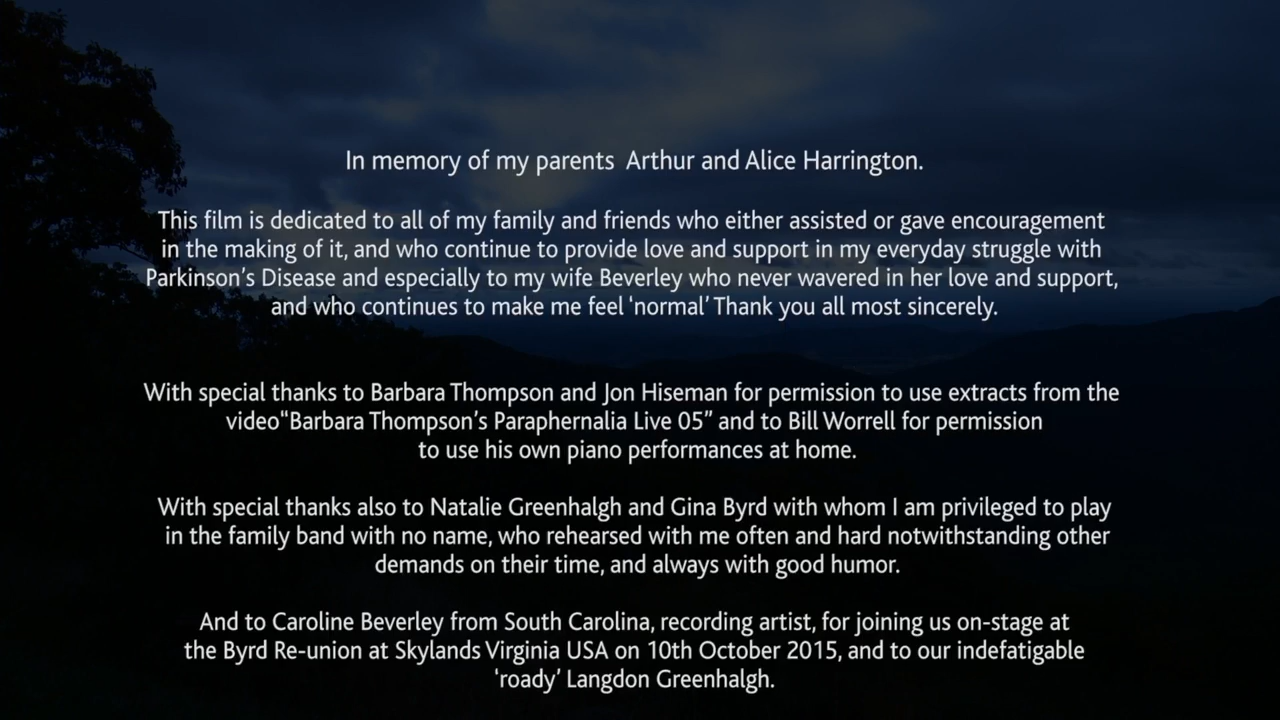 In memory of my parents  Arthur and Alice Harrington.
This film is dedicated to all of my family and friends who either assisted or gave encouragement
in the making of it, and who continue to provide love and support in my everyday struggle with
Parkinson's Disease and especially to my wife Beverley who never wavered in her love and support,
and who continues to make me feel 'normal' Thank you all most sincerely.
With special thanks to Barbara Thompson and Jon Hiseman for permission to use extracts from the
video“Barbara Thompson's Paraphernalia Live 05” and to Bill Worrell for permission
to use his own piano performances at home.
With special thanks also to Natalie Greenhalgh and Gina Byrd with whom I am privileged to play
in the family band with no name, who rehearsed with me often and hard notwithstanding other
demands on their time, and always with good humor.
And to Caroline Beverley from South Carolina, recording artist, for joining us on-stage at
the Byrd Re-union at Skylands Virginia USA on 10th October 2015, and to our indefatigable
'roady' Langdon Greenhalgh.